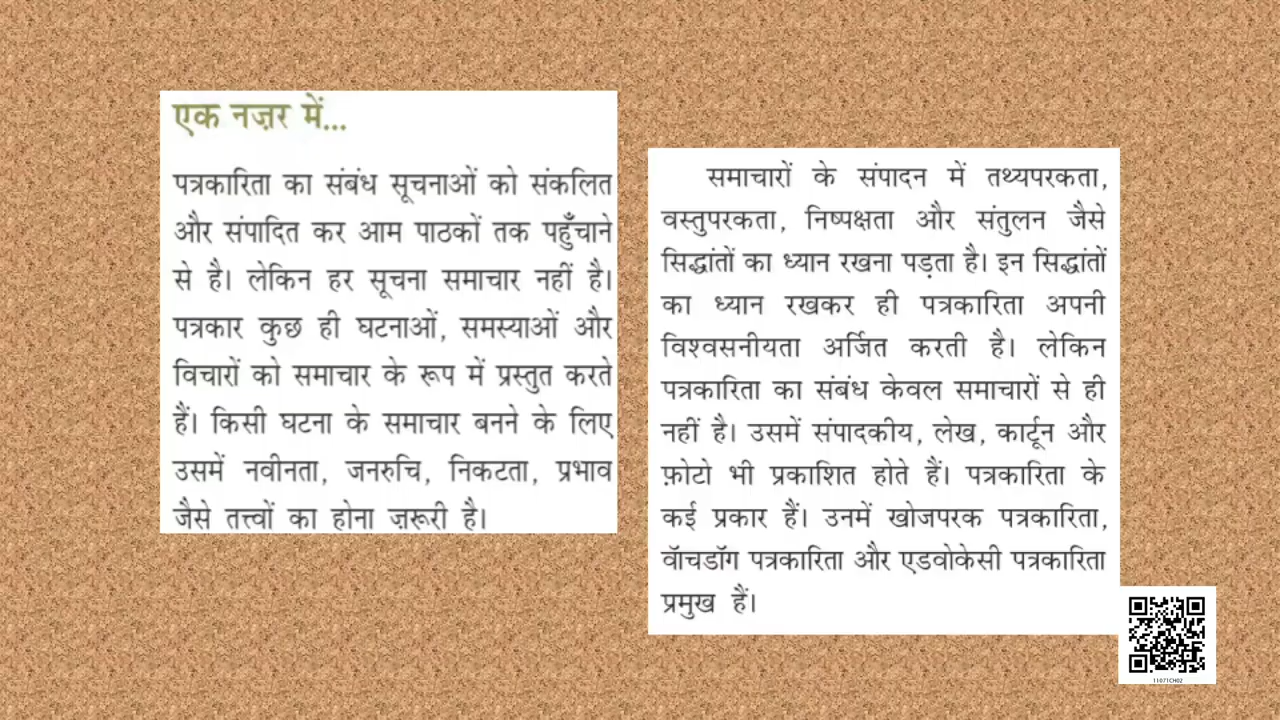 एक नज़र में...
पत्रकारिता का संबंध सूचनाओं को संकलित
और संपादित कर आम पाठकों तक पहुँचाने
से है। लेकिन हर सूचना समाचार नहीं है।
पत्रकार कुछ ही घटनाओं, समस्याओं और
विचारों को समाचार के रूप में प्रस्तुत करते
हैं। किसी घटना के समाचार बनने के लिए
उसमें नवीनता, जनरुचि, निकटता, प्रभाव
जैसे तत्त्वों का होना ज़रूरी है।
समाचारों के संपादन में तथ्यपरकता,
वस्तुपरकता, निष्पक्षता और संतुलन जैसे
सिद्धांतों का ध्यान रखना पड़ता है। इन सिद्धांतों
का ध्यान रखकर ही पत्रकारिता अपनी
विश्वसनीयता अर्जित करती है। लेकिन
पत्रकारिता का संबंध केवल समाचारों से ही
नहीं है। उसमें संपादकीय, लेख, कार्टून और
फ़ोटो भी प्रकाशित होते हैं। पत्रकारिता के
कई प्रकार हैं। उनमें खोजपरक पत्रकारिता,
वॉचडॉग पत्रकारिता और एडवोकेसी पत्रकारिता
प्रमुख हैं।
11071CH02